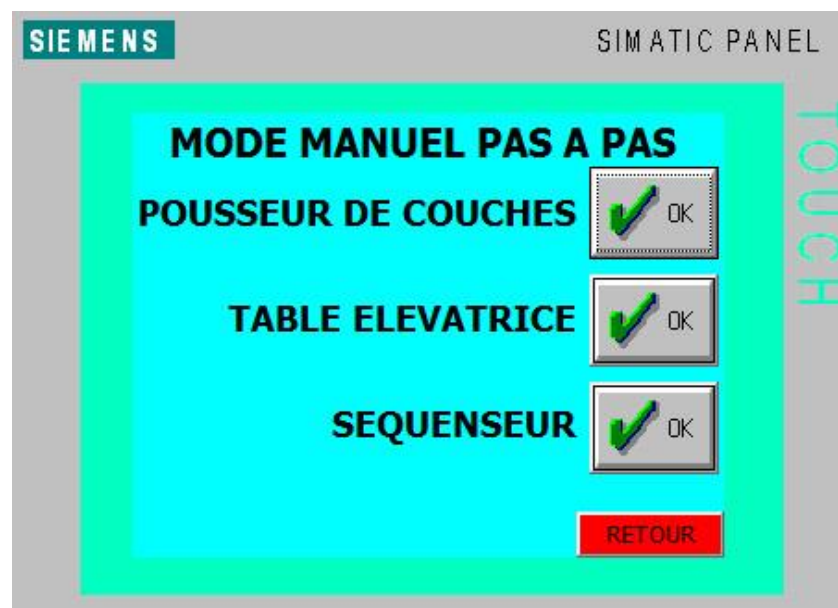 SIEMENS
SIMATIC PANEL
TOUCH
MODE MANUEL PAS A PAS
POUSSEUR DE COUCHES
OK
TABLE ELEVATRICE
OK
SEQUENSEUR
OK
RETOUR